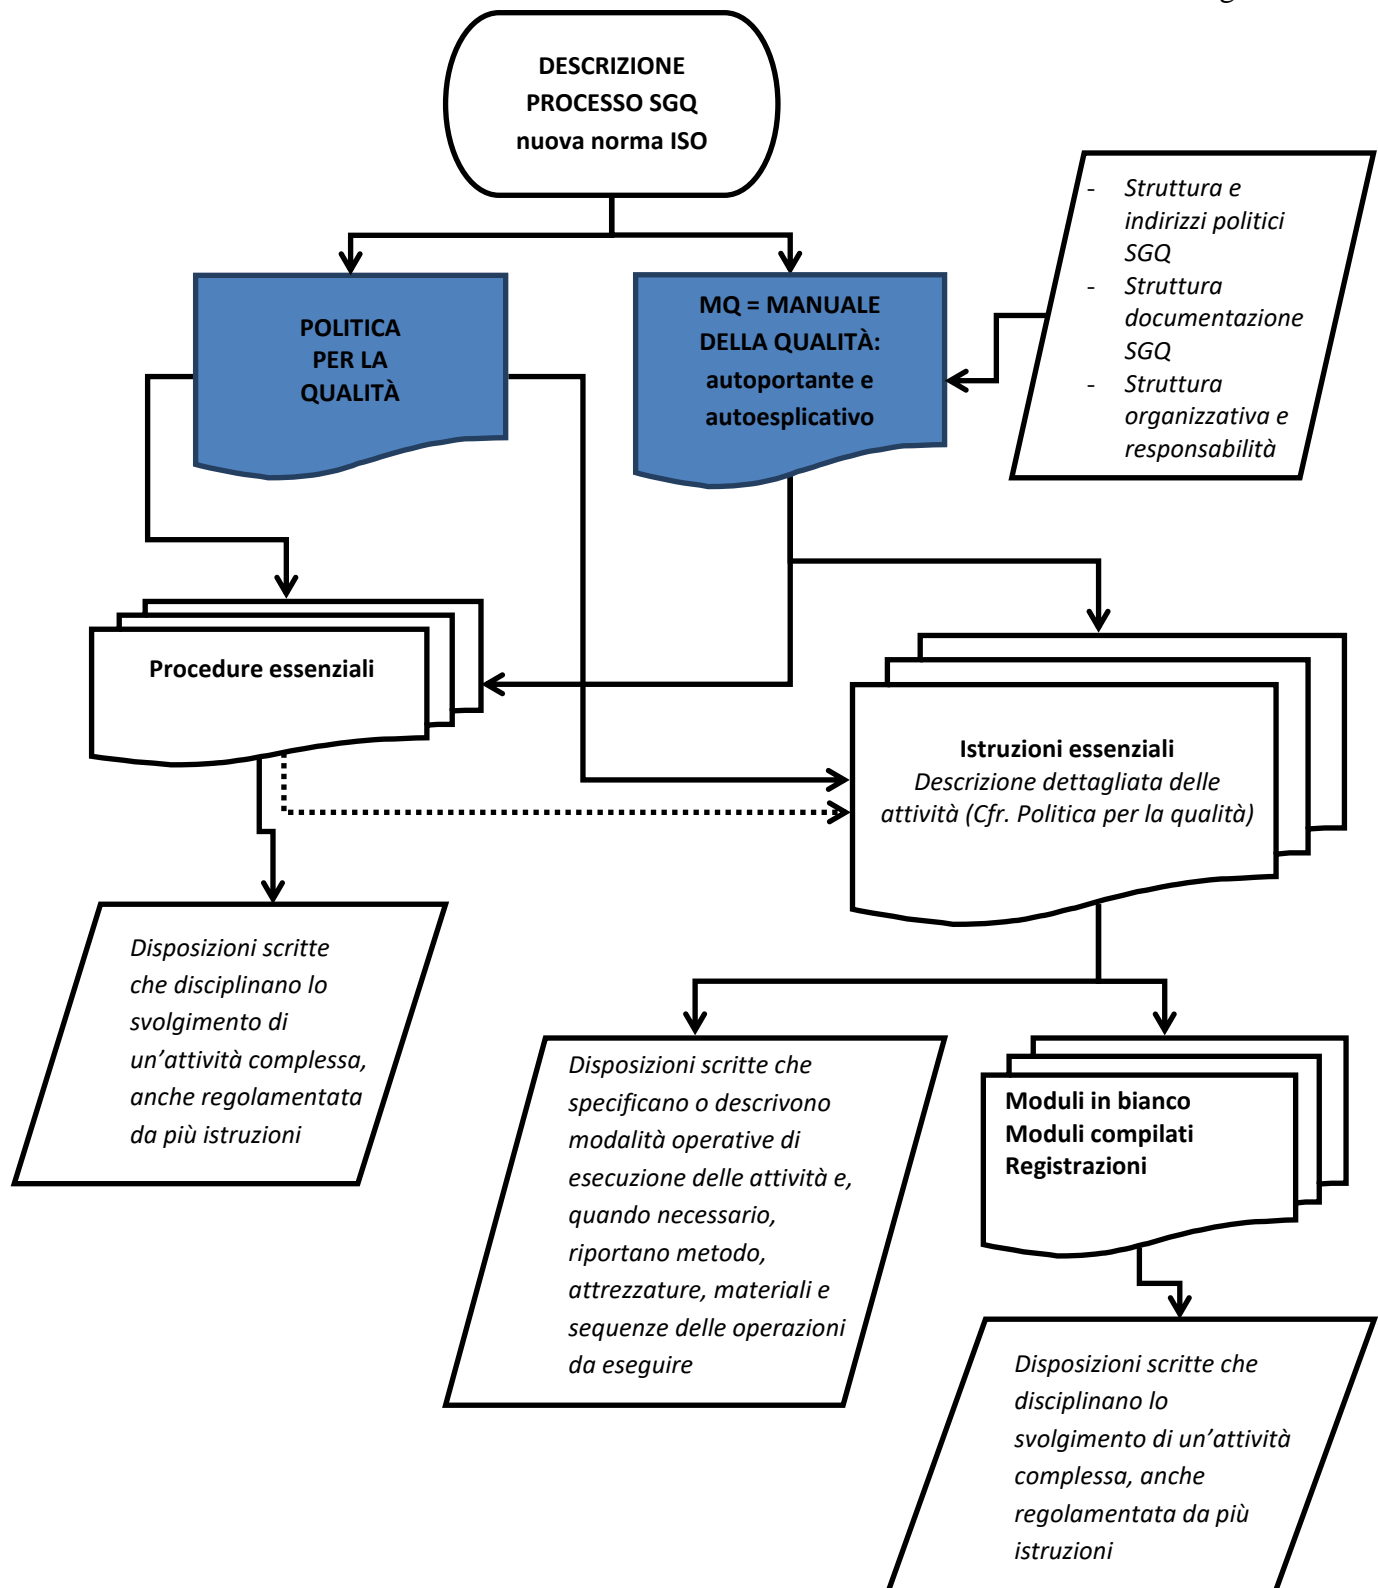 DESCRIZIONE
PROCESSO SGQ
nuova norma ISO
- Struttura e
indirizzi politici
SGQ
- Struttura
documentazione
SGQ
- Struttura
organizzativa e
responsabilità
POLITICA
PER LA
QUALITÀ
MQ = MANUALE
DELLA QUALITÀ:
autoportante e
autoesplicativo
Procedure essenziali
Istruzioni essenziali
Descrizione dettagliata delle
attività (Cfr. Politica per la qualità)
Disposizioni scritte
che disciplinano lo
svolgimento di
un’attività complessa,
anche regolamentata
da più istruzioni
Disposizioni scritte che
specificano o descrivono
modalità operative di
esecuzione delle attività e,
quando necessario,
riportano metodo,
attrezzature, materiali e
sequenze delle operazioni
da eseguire
Moduli in bianco
Moduli compilati
Registrazioni
Disposizioni scritte che
disciplinano lo
svolgimento di un’attività
complessa, anche
regolamentata da più
istruzioni